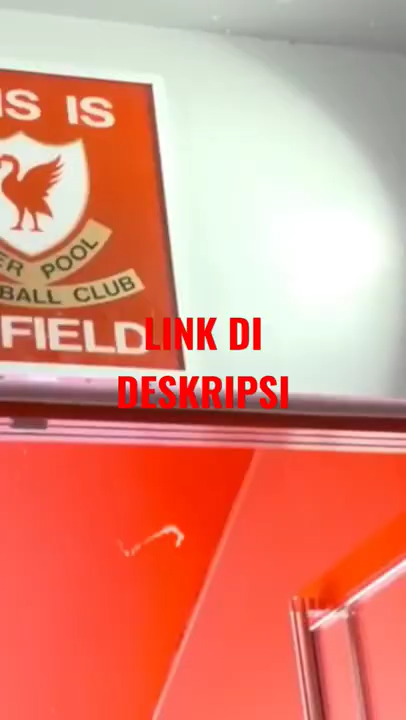 IS IS
ER POOL
BALL CLUB
FIELD
LINK DI
DESKRIPSI